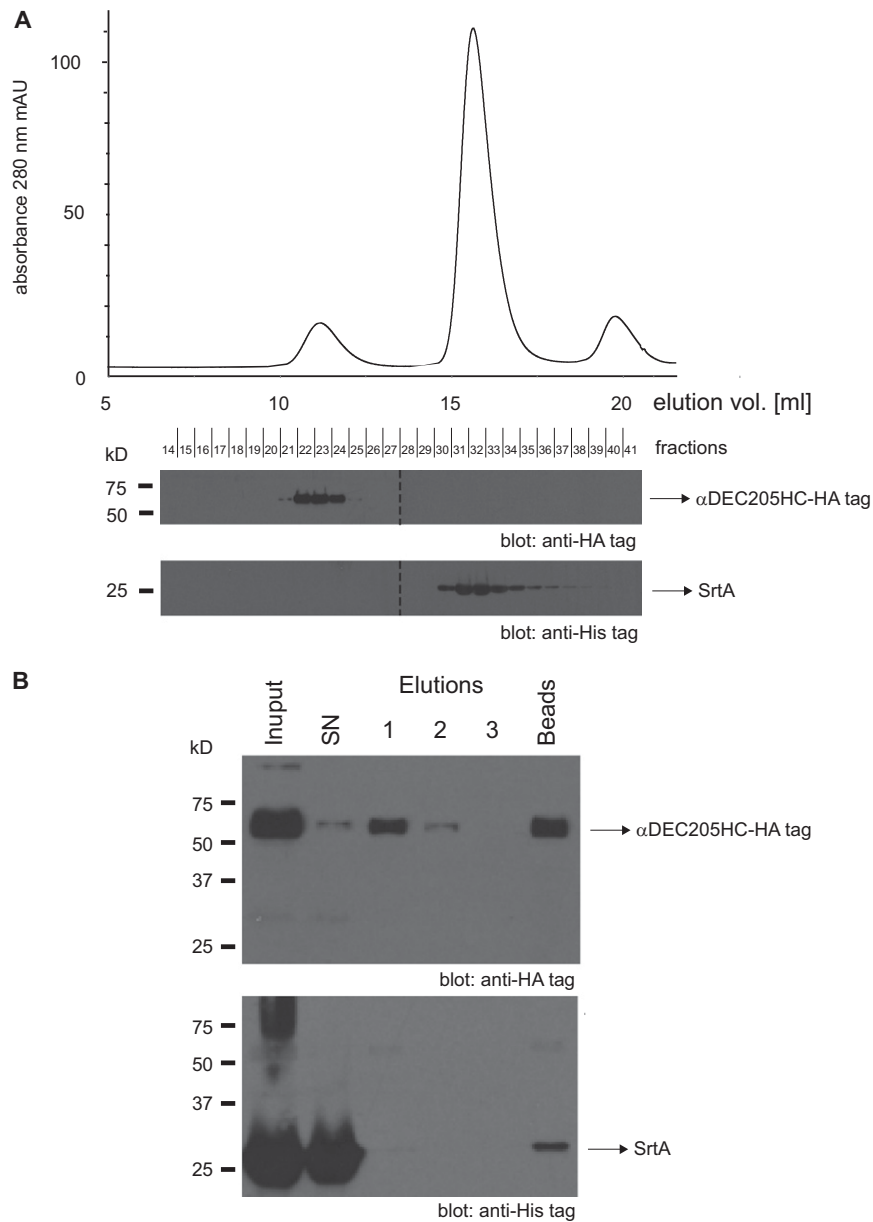 A
absorbance 280 nm mAU
100
50
0
5 10 15 20 elution vol. [ml]
14 15 16 17 18 19 20 21 22 23 24 25 26 27 28 29 30 31 32 33 34 35 36 37 38 39 40 41 fractions
kD
75
50
αDEC205HC-HA tag
blot: anti-HA tag
25
SrtA
blot: anti-His tag
B
Elutions
Inuput SN 1 2 3 Beads
kD
75
50
37
25
αDEC205HC-HA tag
blot: anti-HA tag
75
50
37
25
SrtA
blot: anti-His tag